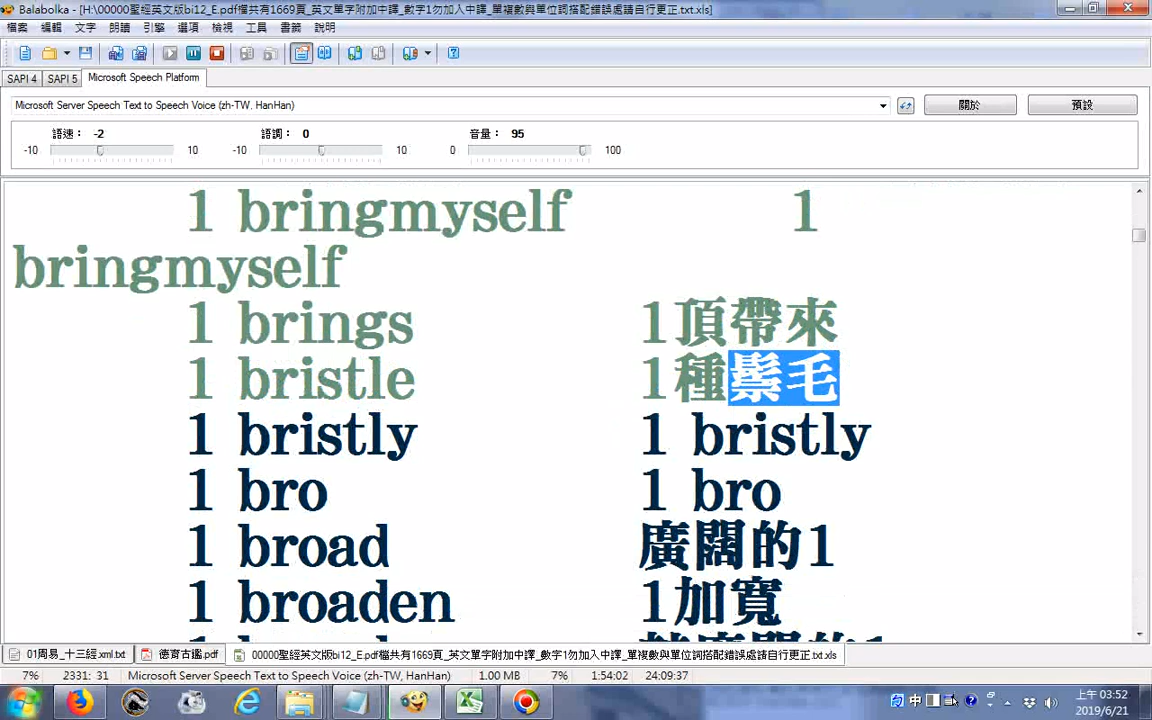 Balabolka - [H:\00000聖經英文版bi12_E.pdf檔共有1669頁_英文單字附加中譯_數字1勿加入中譯_單複數與單位詞搭配錯誤處請自行更正.txt.xls]
檔案 編輯 文字 朗讀 引擎 選項 檢視 工具 書籤 說明
SAPI 4 SAPI 5 Microsoft Speech Platform
Microsoft Server Speech Text to Speech Voice (zh-TW, HanHan) 關於 預設
語速： -2 語調： 0 音量： 95
-10 10 -10 10 0 100
1 bringmyself 1
bringmyself
1 brings 1頂帶來
1 bristle 1種鬃毛
1 bristly 1 bristly
1 bro 1 bro
1 broad 廣闊的1
1 broaden 1加寬
01周易_十三經.xml.txt 德育古鑑.pdf 00000聖經英文版bi12_E.pdf檔共有1669頁_英文單字附加中譯_數字1勿加入中譯_單複數與單位詞搭配錯誤處請自行更正.txt.xls
7% 2331: 31 Microsoft Server Speech Text to Speech Voice (zh-TW, HanHan) 1.00 MB 7% 1:54:02 24:09:37
中 上午 03:52
2019/6/21